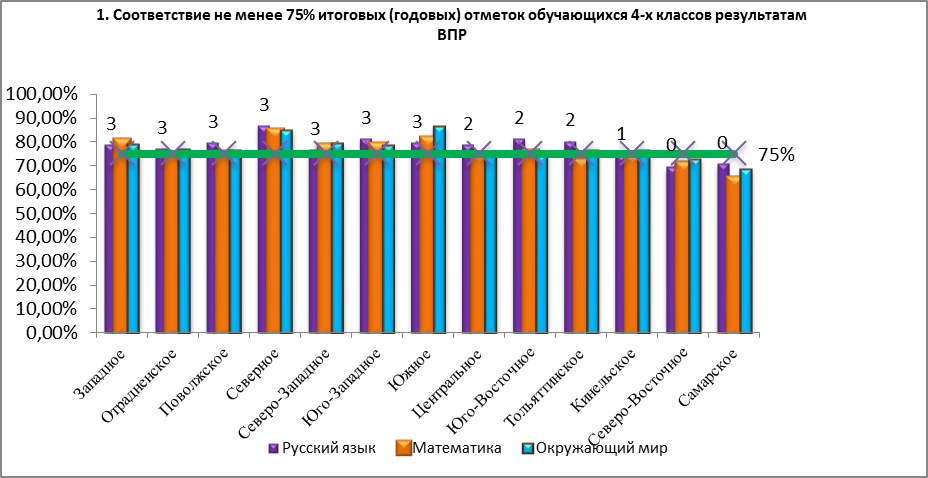 1. Соответствие не менее 75% итоговых (годовых) отметок обучающихся 4-х классов результатам
ВПР
100,00%
90,00%
80,00%
70,00%
60,00%
50,00%
40,00%
30,00%
20,00%
10,00%
0,00%
3 3 3 3 3 3 3 2 2 2 1 0 0
75%
Западное
Отрадненское
Поволжское
Северное
Северо-Западное
Юго-Западное
Южное
Центральное
Юго-Восточное
Тольяттинское
Кинельское
Северо-Восточное
Самарское
Русский язык Математика Окружающий мир